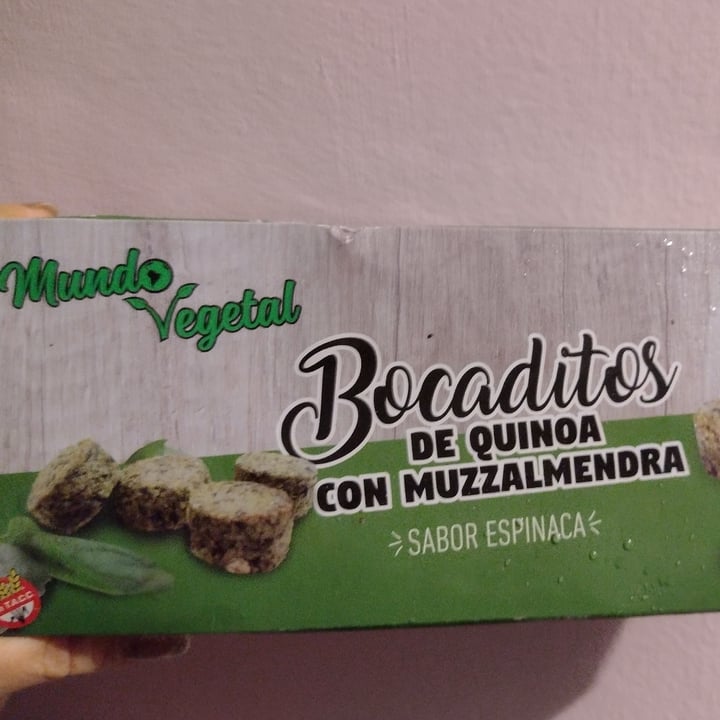 Mundo
Vegetal
Bocaditos
DE QUINOA
CON MUZZALMENDRA
SABOR ESPINACA
T.A.C.C.